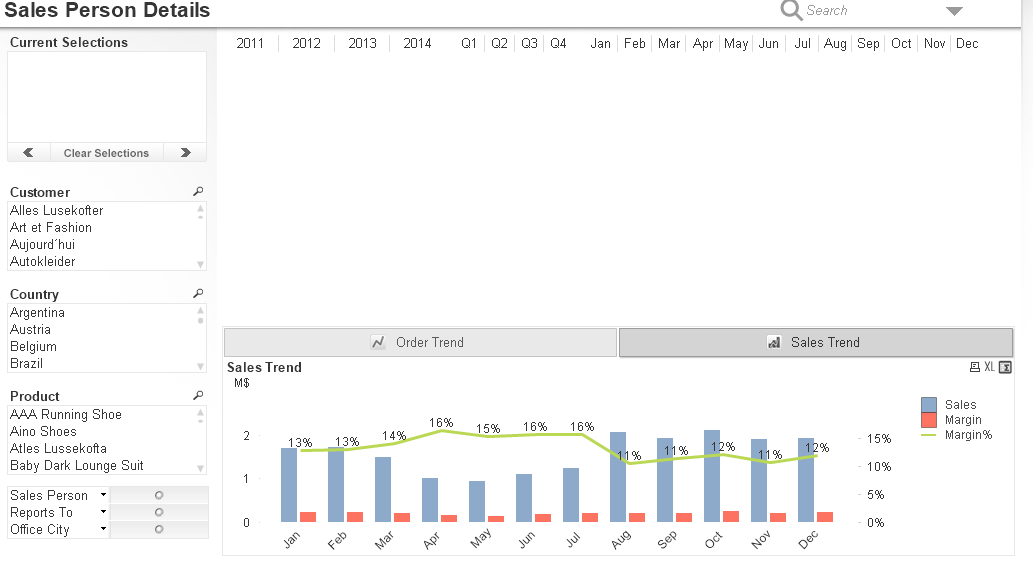 Sales Person Details
Search
Current Selections
2011 2012 2013 2014 Q1 Q2 Q3 Q4 Jan Feb Mar Apr May Jun Jul Aug Sep Oct Nov Dec
Clear Selections
Customer
Alles Lusekofter
Art et Fashion
Aujourd´hui
Autokleider
Country
Argentina
Austria
Belgium
Brazil
Product
AAA Running Shoe
Aino Shoes
Atles Lussekofta
Baby Dark Lounge Suit
Sales Person
Reports To
Office City
Order Trend
Sales Trend
Sales Trend
XL
M$
2
1
0
13% 13% 14% 16% 15% 16% 16% 11% 11% 12% 11% 12%
15%
10%
5%
0%
Jan Feb Mar Apr May Jun Jul Aug Sep Oct Nov Dec
Sales
Margin
Margin%